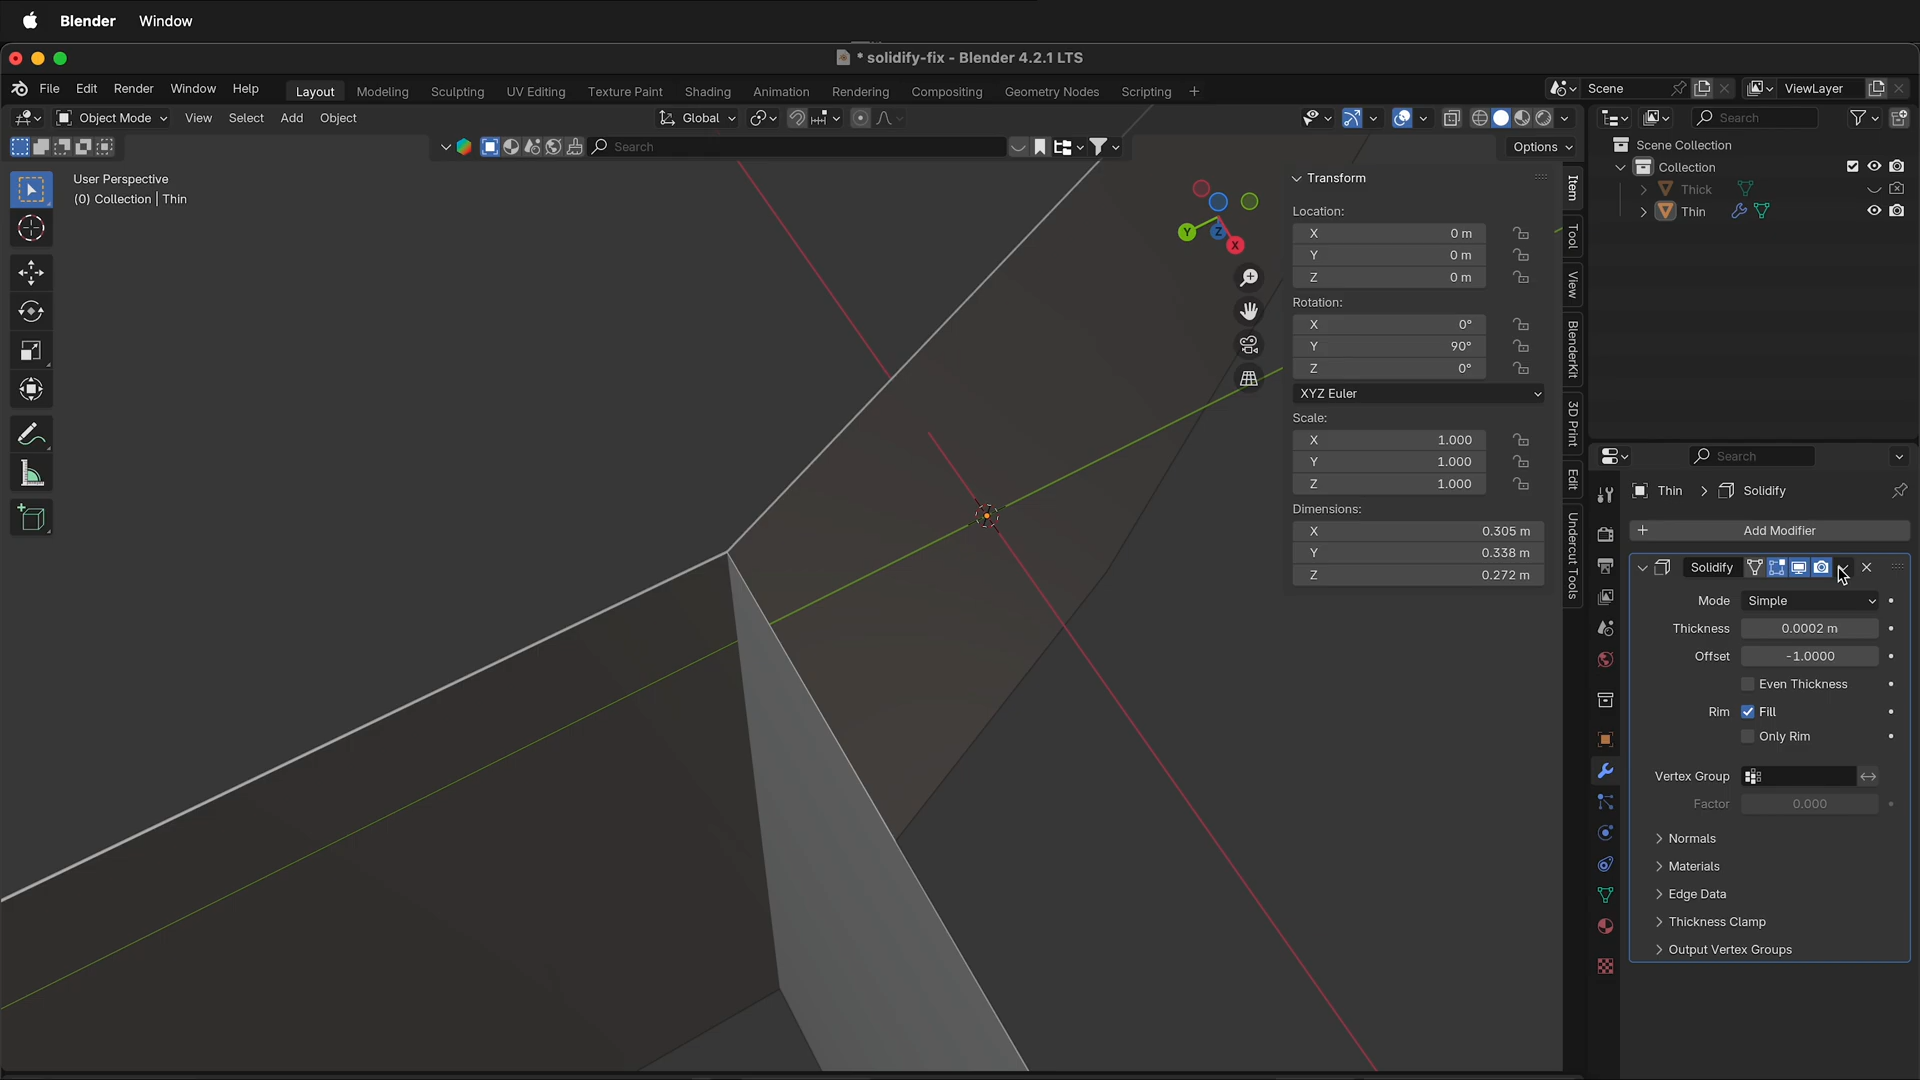 Blender Window
* solidify-fix - Blender 4.2.1 LTS
File Edit Render Window Help Layout Modeling Sculpting UV Editing Texture Paint Shading Animation Rendering Compositing Geometry Nodes Scripting + Scene ViewLayer
Object Mode View Select Add Object Global Search
Search Options
User Perspective
(0) Collection | Thin
Scene Collection
Collection
Thick
Thin
Y Z X
Transform
Location:
X 0 m
Y 0 m
Z 0 m
Rotation:
X 0°
Y 90°
Z 0°
XYZ Euler
Scale:
X 1.000
Y 1.000
Z 1.000
Dimensions:
X 0.305 m
Y 0.338 m
Z 0.272 m
Item
Tool
View
BlenderKit
3D Print
Edit
Undercut Tools
Search
Thin Solidify
+ Add Modifier
Solidify
Mode Simple
Thickness 0.0002 m
Offset -1.0000
Even Thickness
Rim Fill
Only Rim
Vertex Group
Factor 0.000
Normals
Materials
Edge Data
Thickness Clamp
Output Vertex Groups